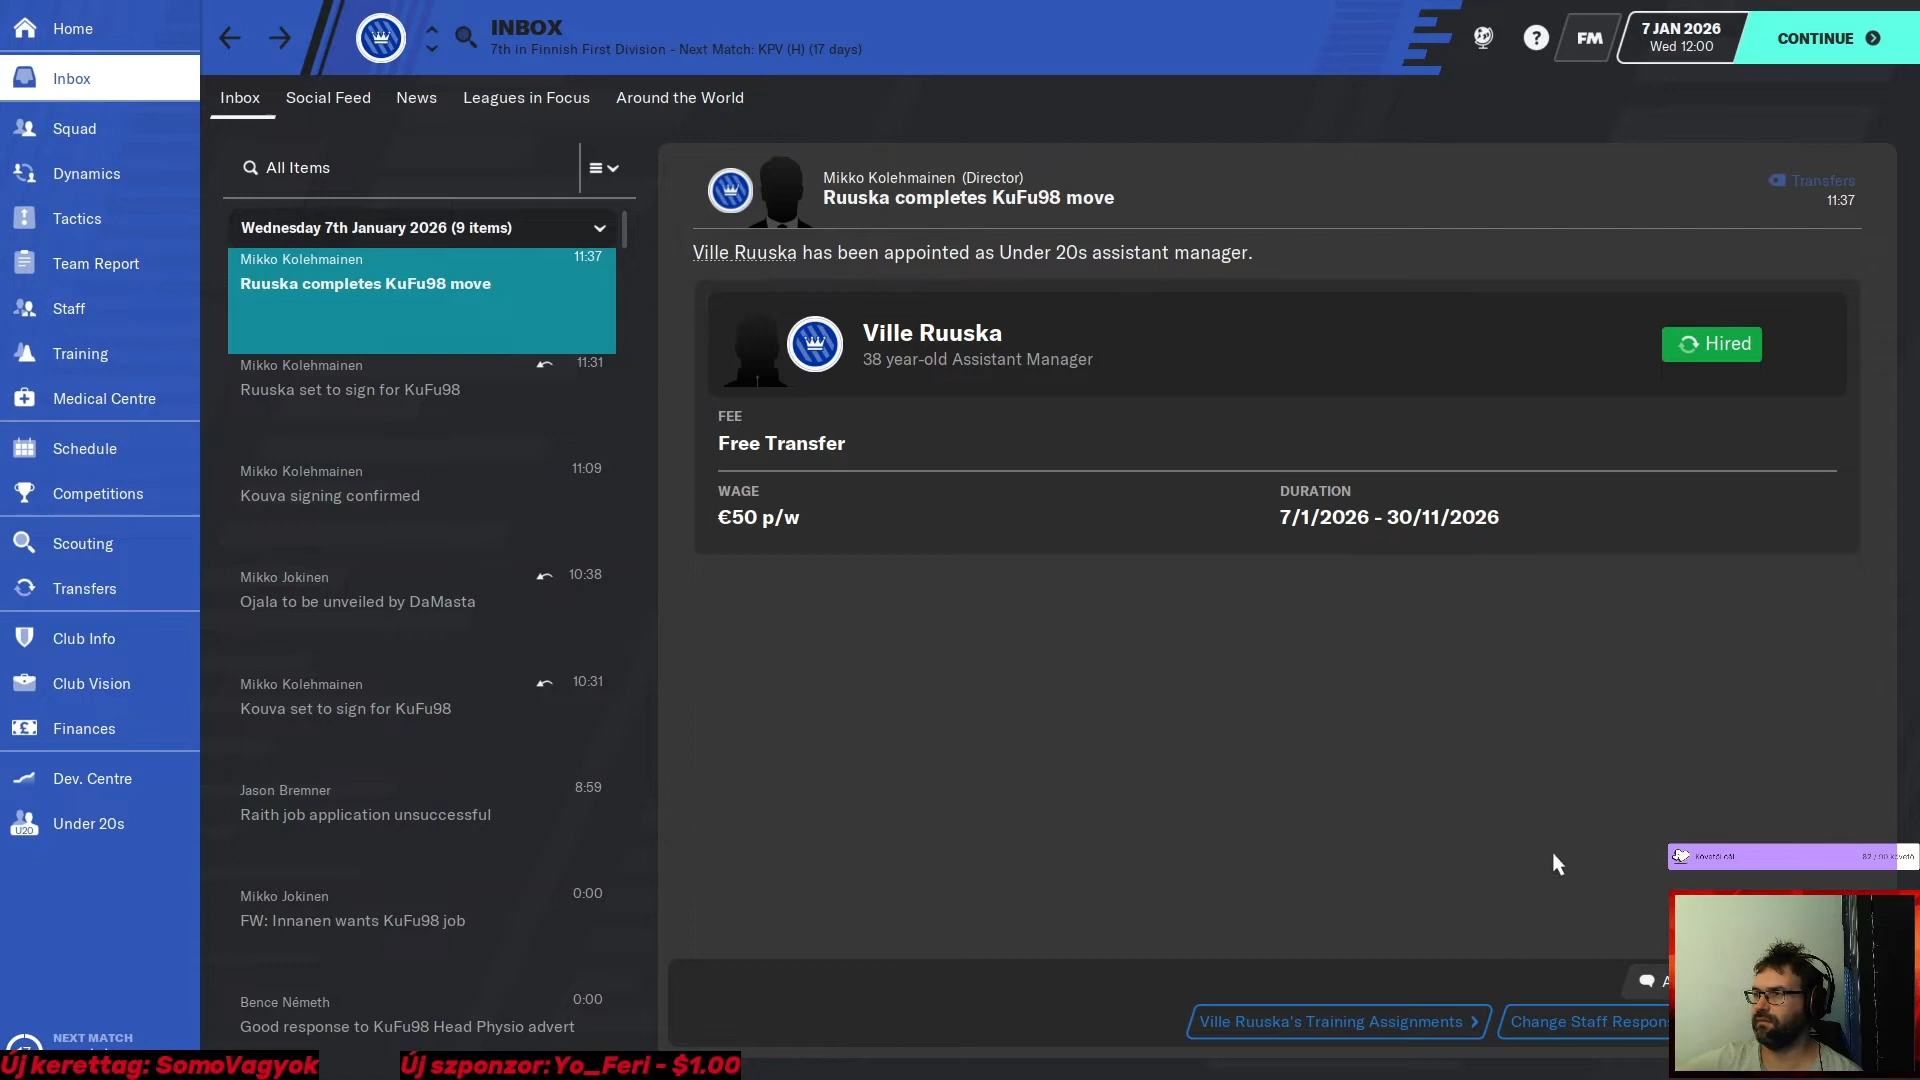 Home
Inbox
Squad
Dynamics
Tactics
Team Report
Staff
Training
Medical Centre
Schedule
Competitions
Scouting
Transfers
Club Info
Club Vision
Finances
Dev. Centre
U20
Under 20s
NEXT MATCH
INBOX
7th in Finnish First Division - Next Match: KPV (H) (17 days)
?
FM
7 JAN 2026
Wed 12:00
CONTINUE
Inbox
Social Feed
News
Leagues in Focus
Around the World
All Items
Wednesday 7th January 2026 (9 items)
Mikko Kolehmainen
11:37
Ruuska completes KuFu98 move
Mikko Kolehmainen
11:31
Ruuska set to sign for KuFu98
Mikko Kolehmainen
11:09
Kouva signing confirmed
Mikko Jokinen
10:38
Ojala to be unveiled by DaMasta
Mikko Kolehmainen
10:31
Kouva set to sign for KuFu98
Jason Bremner
8:59
Raith job application unsuccessful
Mikko Jokinen
0:00
FW: Innanen wants KuFu98 job
Bence Németh
0:00
Good response to KuFu98 Head Physio advert
Mikko Kolehmainen (Director)
Ruuska completes KuFu98 move
Transfers
11:37
Ville Ruuska has been appointed as Under 20s assistant manager.
Ville Ruuska
38 year-old Assistant Manager
Hired
FEE
Free Transfer
WAGE
€50 p/w
DURATION
7/1/2026 - 30/11/2026
Követői cél
82 / 90 követő
Ville Ruuska's Training Assignments
Change Staff Respon
Új kerettag: SomoVagyok
Új szponzor: Yo_Feri - $1.00